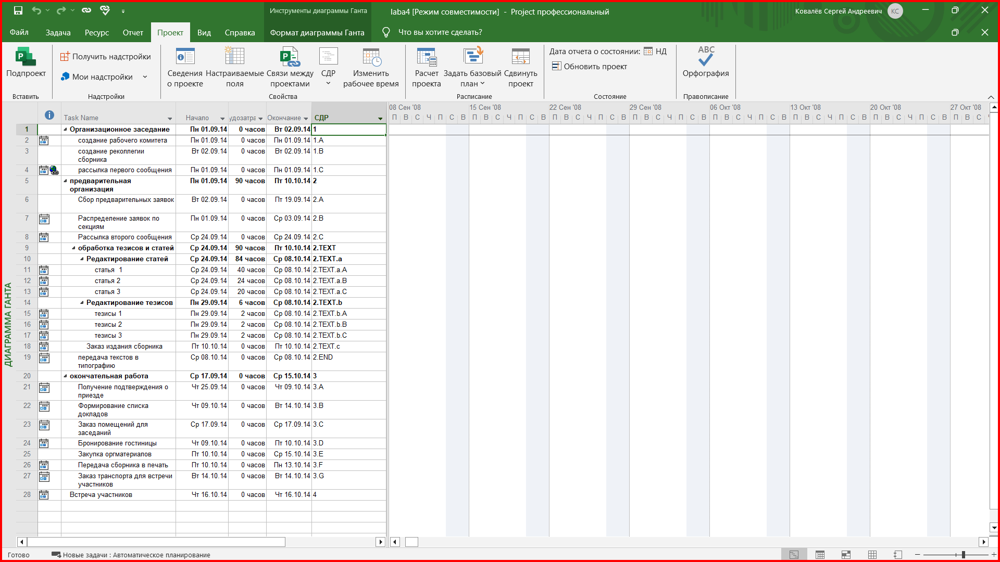 Инструменты диаграммы Ганта
laba4 [Режим совместимости] - Project профессиональный
Ковалёв Сергей Андреевич
КС
Файл Задача Ресурс Отчет Проект Вид Справка Формат диаграммы Ганта Что вы хотите сделать?
Подпроект
Вставить
Получить надстройки
Мои надстройки
Надстройки
Сведения о проекте
Настраиваемые поля
Связи между проектами
СДР
Изменить рабочее время
Свойства
Расчет проекта
Задать базовый план
Сдвинуть проект
Расписание
Дата отчета о состоянии: НД
Обновить проект
Состояние
ABC
Орфография
Правописание
Task Name Начало удозатра Окончание СДР
08 Сен '08 15 Сен '08 22 Сен '08 29 Сен '08 06 Окт '08 13 Окт '08 20 Окт '08 27 Окт '08
П В С Ч П С В П В С Ч П С В П В С Ч П С В П В С Ч П С В П В С Ч П С В П В С Ч П С В П В С Ч П С В П В С Ч
1 Организационное заседание Пн 01.09.14 0 часов Вт 02.09.14 1
2 создание рабочего комитета Пн 01.09.14 0 часов Пн 01.09.14 1.A
3 создание реколлегии сборника Вт 02.09.14 0 часов Вт 02.09.14 1.B
4 рассылка первого сообщения Пн 01.09.14 0 часов Пн 01.09.14 1.C
5 предварительная организация Пн 01.09.14 90 часов Пт 10.10.14 2
6 Сбор предварительных заявок Вт 02.09.14 0 часов Пт 19.09.14 2.A
7 Распределение заявок по секциям Пн 01.09.14 0 часов Ср 03.09.14 2.B
8 Рассылка второго сообщения Ср 24.09.14 0 часов Ср 24.09.14 2.C
9 обработка тезисов и статей Ср 24.09.14 90 часов Пт 10.10.14 2.TEXT
10 Редактирование статей Ср 24.09.14 84 часов Ср 08.10.14 2.TEXT.a
11 статья 1 Ср 24.09.14 40 часов Ср 08.10.14 2.TEXT.a.A
12 статья 2 Ср 24.09.14 24 часов Ср 08.10.14 2.TEXT.a.B
13 статья 3 Ср 24.09.14 20 часов Ср 08.10.14 2.TEXT.a.C
14 Редактирование тезисов Пн 29.09.14 6 часов Ср 08.10.14 2.TEXT.b
15 тезисы 1 Пн 29.09.14 2 часов Ср 08.10.14 2.TEXT.b.A
16 тезисы 2 Пн 29.09.14 2 часов Ср 08.10.14 2.TEXT.b.B
17 тезисы 3 Пн 29.09.14 2 часов Ср 08.10.14 2.TEXT.b.C
18 Заказ издания сборника Пт 10.10.14 0 часов Пт 10.10.14 2.TEXT.c
19 передача текстов в типографию Ср 08.10.14 0 часов Ср 08.10.14 2.END
20 окончательная работа Ср 17.09.14 0 часов Ср 15.10.14 3
21 Получение подтверждения о приезде Чт 25.09.14 0 часов Чт 09.10.14 3.A
22 Формирование списка докладов Чт 09.10.14 0 часов Вт 14.10.14 3.B
23 Заказ помещений для заседаний Ср 17.09.14 0 часов Ср 17.09.14 3.C
24 Бронирование гостиницы Чт 09.10.14 0 часов Пт 10.10.14 3.D
25 Закупка оргматериалов Пт 10.10.14 0 часов Ср 15.10.14 3.E
26 Передача сборника в печать Пт 10.10.14 0 часов Пн 13.10.14 3.F
27 Заказ транспорта для встречи участников Вт 14.10.14 0 часов Вт 14.10.14 3.G
28 Встреча участников Чт 16.10.14 0 часов Чт 16.10.14 4
ДИАГРАММА ГАНТА
Готово Новые задачи : Автоматическое планирование